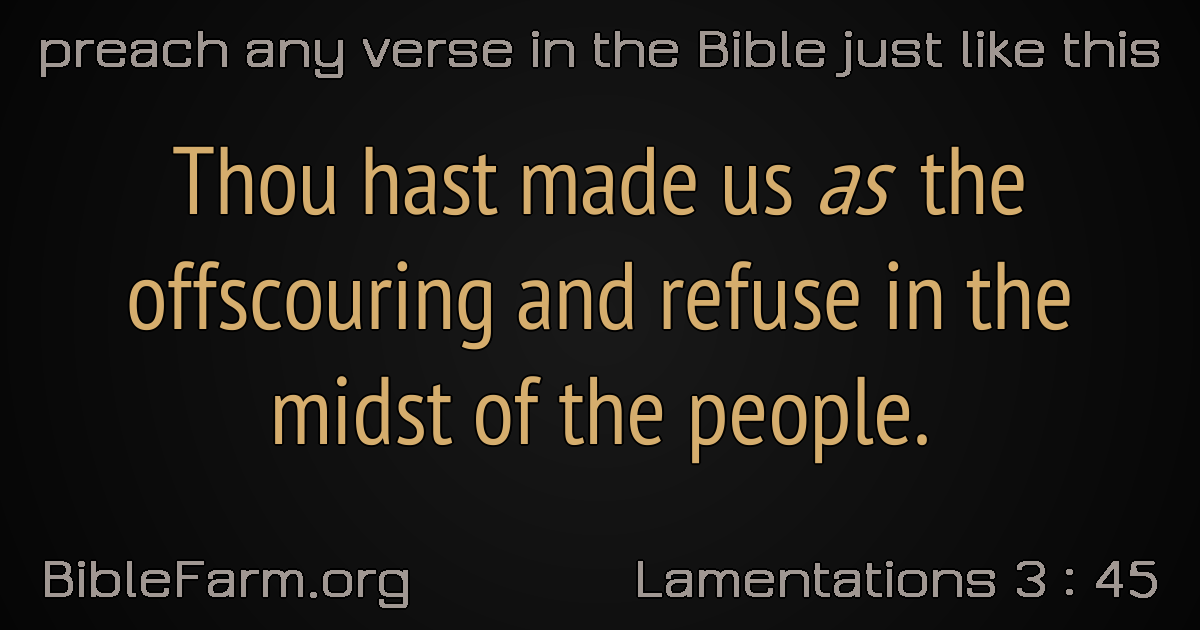 preach any verse in the Bible just like this
Thou hast made us as the
offscouring and refuse in the
midst of the people.
BibleFarm.org
Lamentations 3 : 45